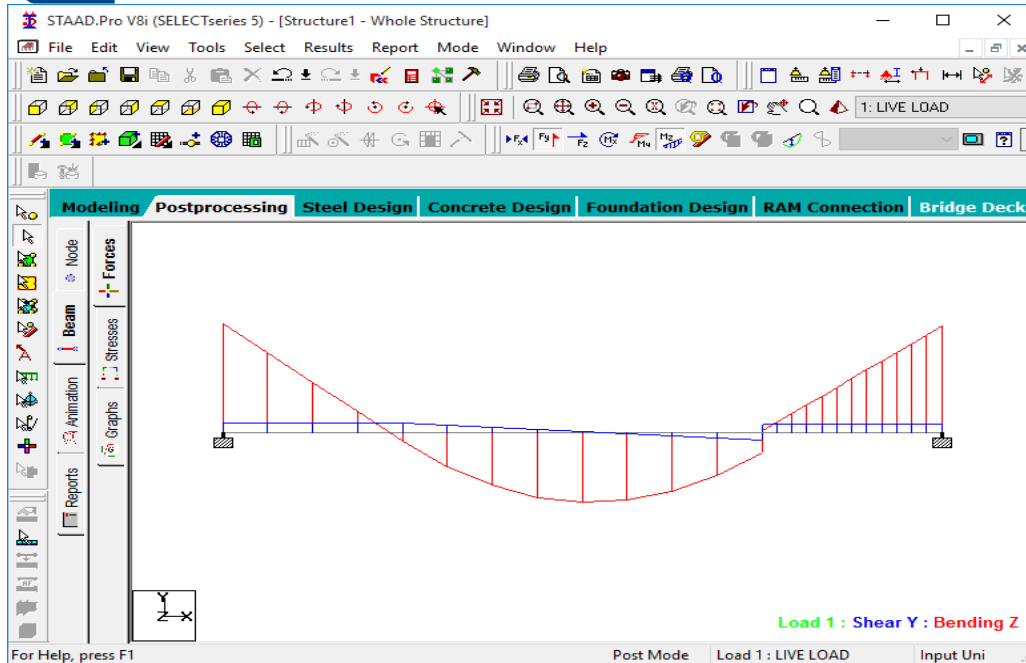 STAAD.Pro V8i (SELECTseries 5) - [Structure1 - Whole Structure]
File Edit View Tools Select Results Report Mode Window Help
1: LIVE LOAD
Modeling Postprocessing Steel Design Concrete Design Foundation Design RAM Connection Bridge Deck
Node
Beam
Animation
Reports
Forces
Stresses
Graphs
Y
Z X
Load 1 : Shear Y : Bending Z
For Help, press F1 Post Mode Load 1 : LIVE LOAD Input Uni